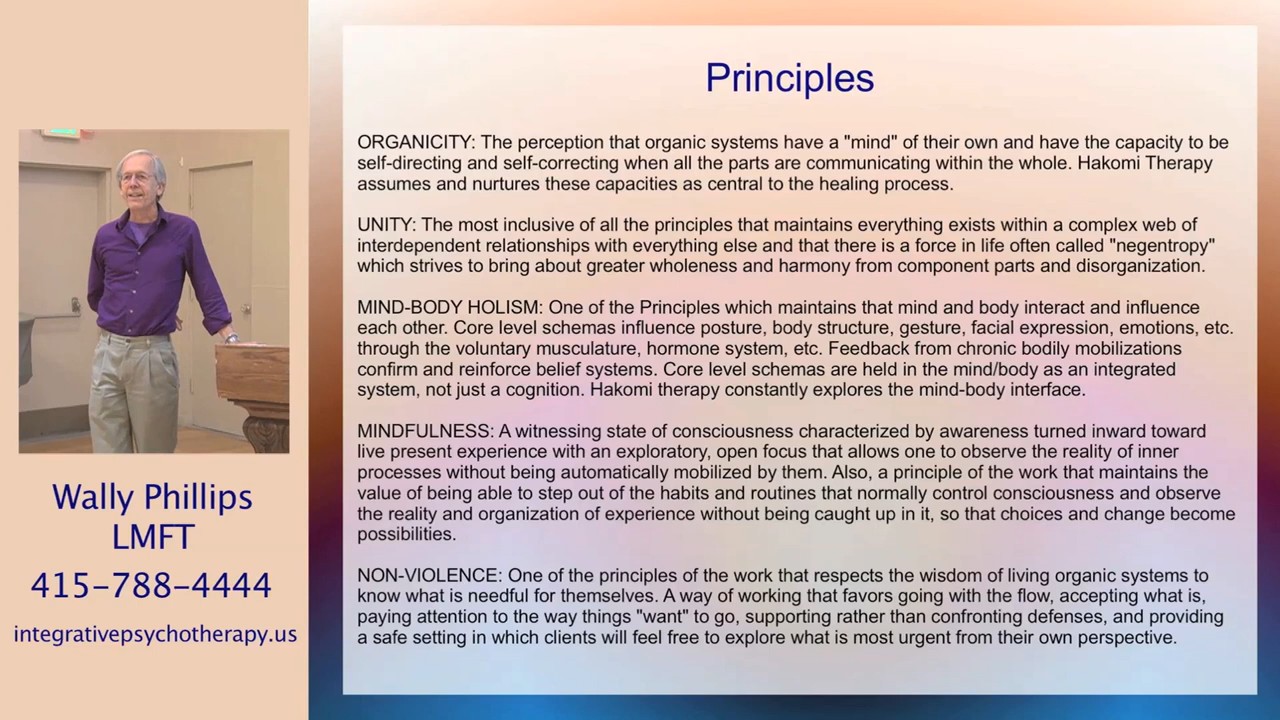 Principles
ORGANICITY: The perception that organic systems have a "mind" of their own and have the capacity to be
self-directing and self-correcting when all the parts are communicating within the whole. Hakomi Therapy
assumes and nurtures these capacities as central to the healing process.
UNITY: The most inclusive of all the principles that maintains everything exists within a complex web of
interdependent relationships with everything else and that there is a force in life often called "negentropy"
which strives to bring about greater wholeness and harmony from component parts and disorganization.
MIND-BODY HOLISM: One of the Principles which maintains that mind and body interact and influence
each other. Core level schemas influence posture, body structure, gesture, facial expression, emotions, etc.
through the voluntary musculature, hormone system, etc. Feedback from chronic bodily mobilizations
confirm and reinforce belief systems. Core level schemas are held in the mind/body as an integrated
system, not just a cognition. Hakomi therapy constantly explores the mind-body interface.
MINDFULNESS: A witnessing state of consciousness characterized by awareness turned inward toward
live present experience with an exploratory, open focus that allows one to observe the reality of inner
processes without being automatically mobilized by them. Also, a principle of the work that maintains the
value of being able to step out of the habits and routines that normally control consciousness and observe
the reality and organization of experience without being caught up in it, so that choices and change become
possibilities.
NON-VIOLENCE: One of the principles of the work that respects the wisdom of living organic systems to
know what is needful for themselves. A way of working that favors going with the flow, accepting what is,
paying attention to the way things "want" to go, supporting rather than confronting defenses, and providing
a safe setting in which clients will feel free to explore what is most urgent from their own perspective.
Wally Phillips
LMFT
415-788-4444
integrativepsychotherapy.us